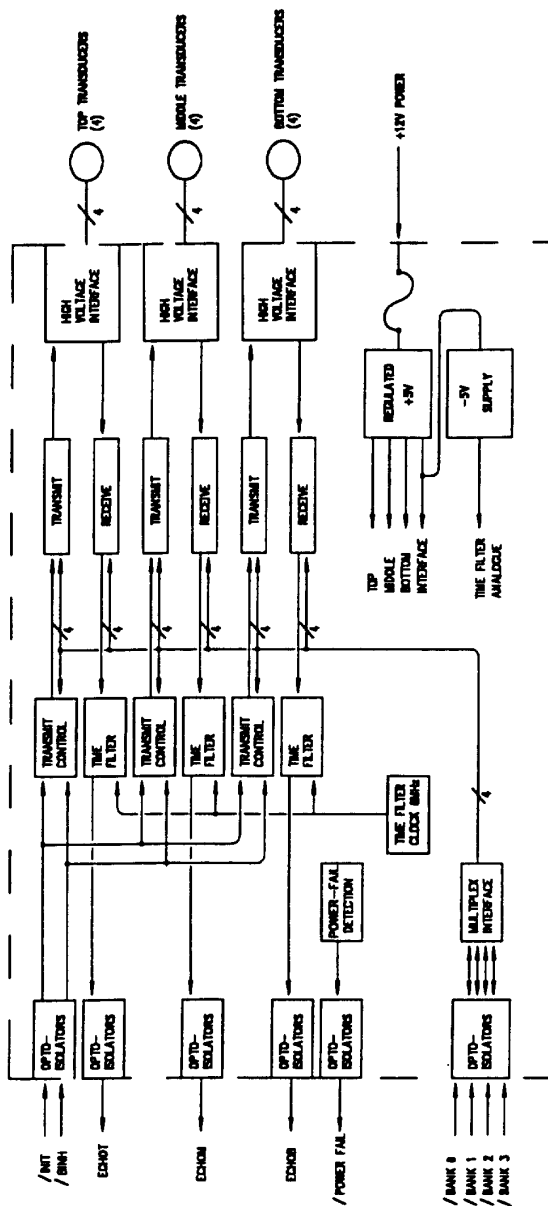 /INIT
/BINH
ECHOT
ECHOM
ECHOB
/POWER FAIL
/BANK 0
/BANK 1
/BANK 2
/BANK 3
OPTO-
ISOLATORS
OPTO-
ISOLATORS
OPTO-
ISOLATORS
OPTO-
ISOLATORS
OPTO-
ISOLATORS
OPTO-
ISOLATORS
POWER-FAIL
DETECTION
MULTIPLEX
INTERFACE
4
TRANSMIT
CONTROL
TIME
FILTER
TRANSMIT
CONTROL
TIME
FILTER
TRANSMIT
CONTROL
TIME
FILTER
TIME FILTER
CLOCK 8MHz
4
4
4
TRANSMIT
RECEIVE
TRANSMIT
RECEIVE
TRANSMIT
RECEIVE
TOP
MIDDLE
BOTTOM
INTERFACE
TIME FILTER
ANALOGUE
HIGH
VOLTAGE
INTERFACE
HIGH
VOLTAGE
INTERFACE
HIGH
VOLTAGE
INTERFACE
REGULATED
+5V
-5V
SUPPLY
4
4
4
TOP TRANSDUCERS
(4)
MIDDLE TRANSDUCERS
(4)
BOTTOM TRANSDUCERS
(4)
+12V POWER